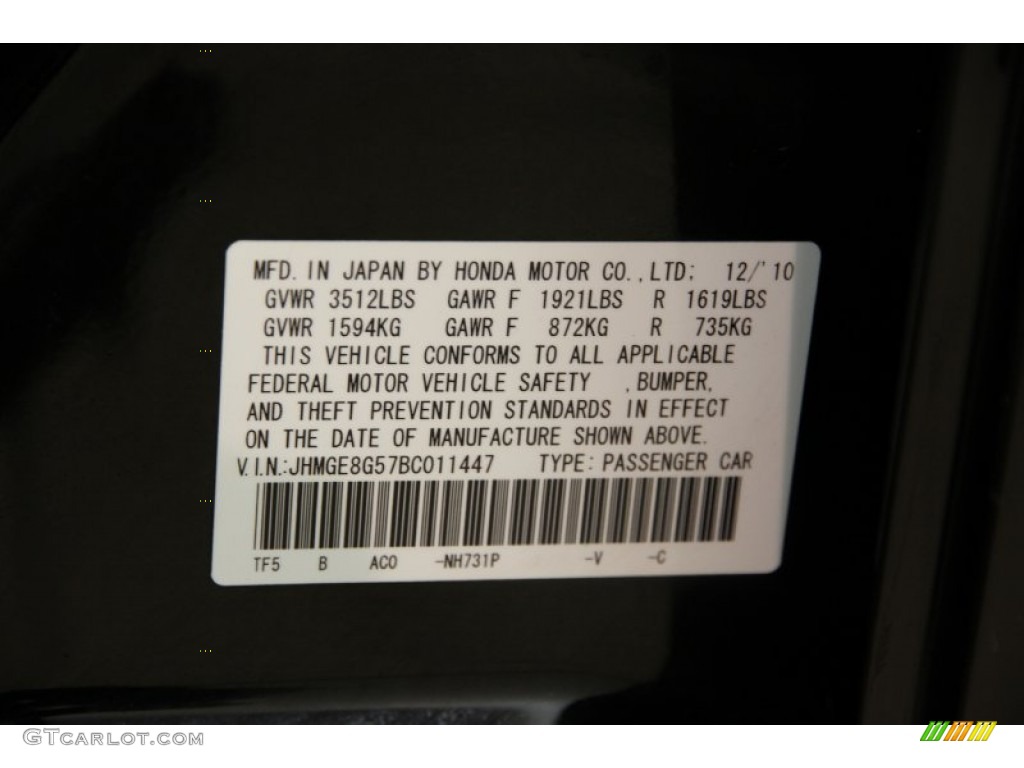 MFD. IN JAPAN BY HONDA MOTOR CO.,LTD; 12/'10
GVWR 3512LBS GAWR F 1921LBS R 1619LBS
GVWR 1594KG GAWR F 872KG R 735KG
THIS VEHICLE CONFORMS TO ALL APPLICABLE
FEDERAL MOTOR VEHICLE SAFETY ,BUMPER,
AND THEFT PREVENTION STANDARDS IN EFFECT
ON THE DATE OF MANUFACTURE SHOWN ABOVE.
V.I.N.:JHMGE8G57BC011447 TYPE: PASSENGER CAR
TF5 B AC0 -NH731P -V -C
GTCARLOT.COM